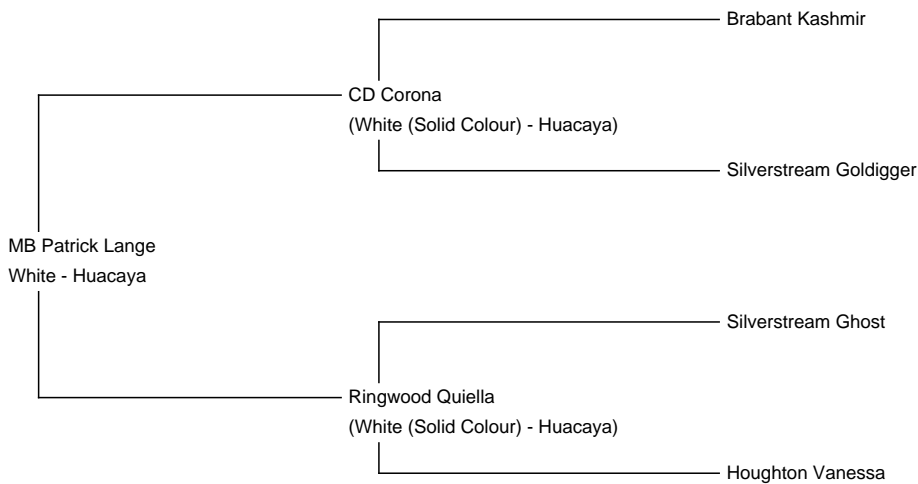 Brabant Kashmir
CD Corona
(White (Solid Colour) - Huacaya)
Silverstream Goldigger
MB Patrick Lange
White - Huacaya
Silverstream Ghost
Ringwood Quiella
(White (Solid Colour) - Huacaya)
Houghton Vanessa